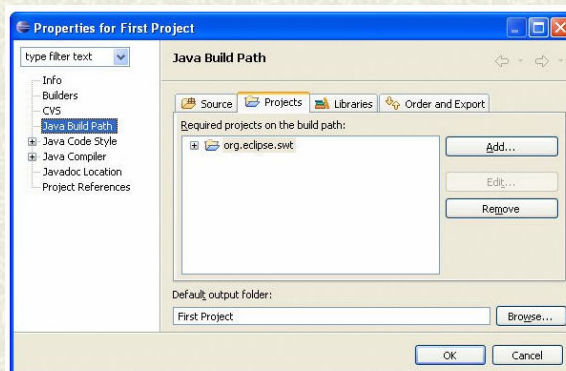 Properties for First Project
type filter text
Java Build Path
Info
Builders
CVS
Java Build Path
Java Code Style
Java Compiler
Javadoc Location
Project References
Source
Projects
Libraries
Order and Export
Required projects on the build path:
org.eclipse.swt
Add...
Edit...
Remove
Default output folder:
First Project
Browse...
OK
Cancel